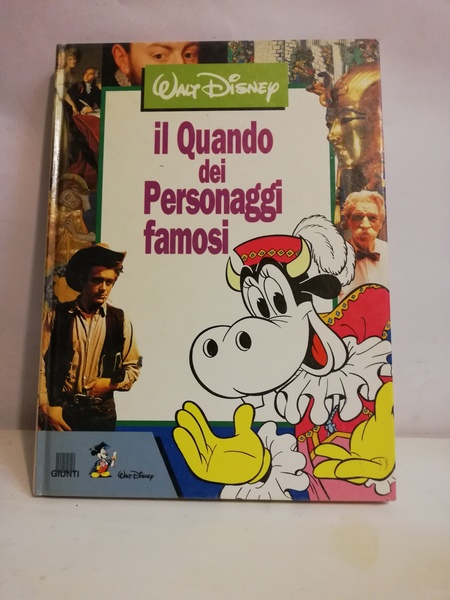 WALT DISNEY
il Quando
dei
Personaggi
famosi
GIUNTI
WALT DISNEY